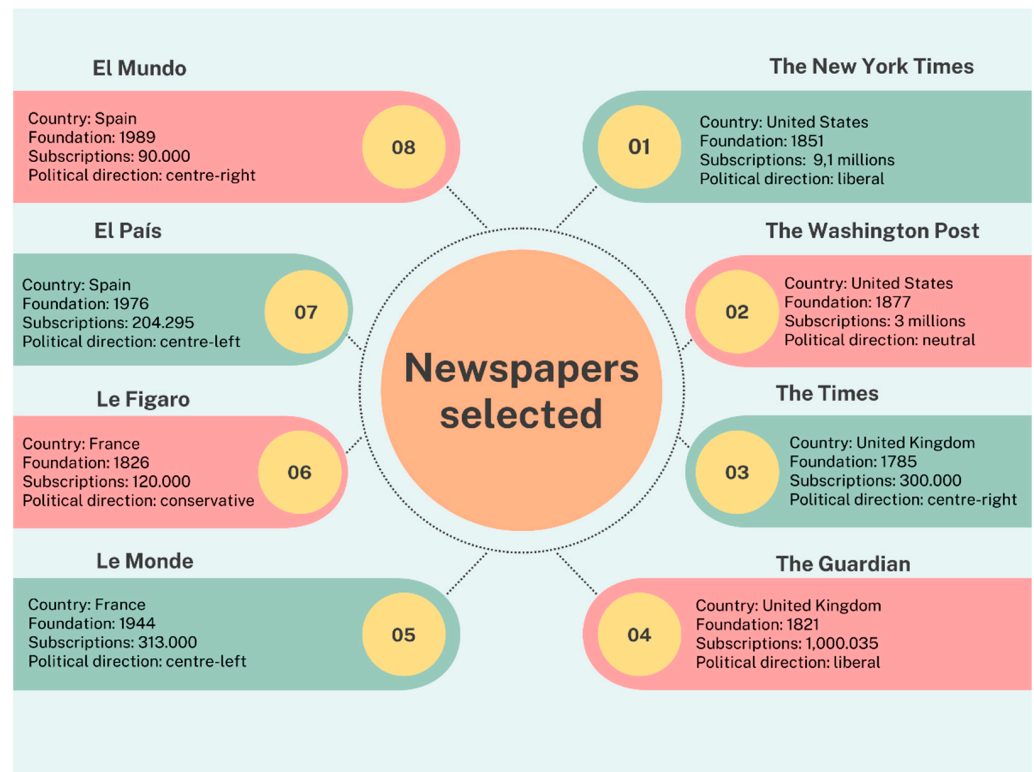 Newspapers
selected
The New York Times
01
Country: United States
Foundation: 1851
Subscriptions:  9,1 millions
Political direction: liberal
The Washington Post
02
Country: United States
Foundation: 1877
Subscriptions: 3 millions
Political direction: neutral
The Times
03
Country: United Kingdom
Foundation: 1785
Subscriptions: 300.000
Political direction: centre-right
The Guardian
04
Country: United Kingdom
Foundation: 1821
Subscriptions: 1,000.035
Political direction: liberal
Le Monde
05
Country: France
Foundation: 1944
Subscriptions: 313.000
Political direction: centre-left
Le Figaro
06
Country: France
Foundation: 1826
Subscriptions: 120.000
Political direction: conservative
El País
07
Country: Spain
Foundation: 1976
Subscriptions: 204.295
Political direction: centre-left
El Mundo
08
Country: Spain
Foundation: 1989
Subscriptions: 90.000
Political direction: centre-right